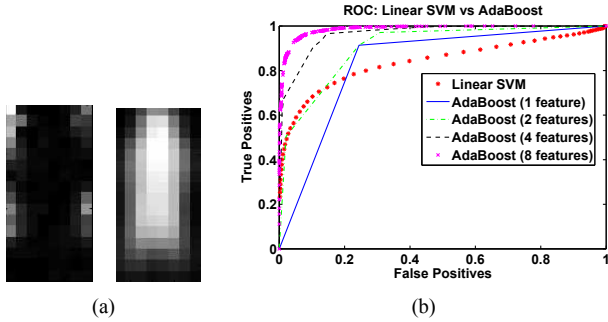 ROC: Linear SVM vs AdaBoost
True Positives
1
0.8
0.6
0.4
0.2
0
Linear SVM
AdaBoost (1 feature)
AdaBoost (2 features)
AdaBoost (4 features)
AdaBoost (8 features)
0
0.2
0.4
0.6
0.8
1
False Positives
(a)
(b)